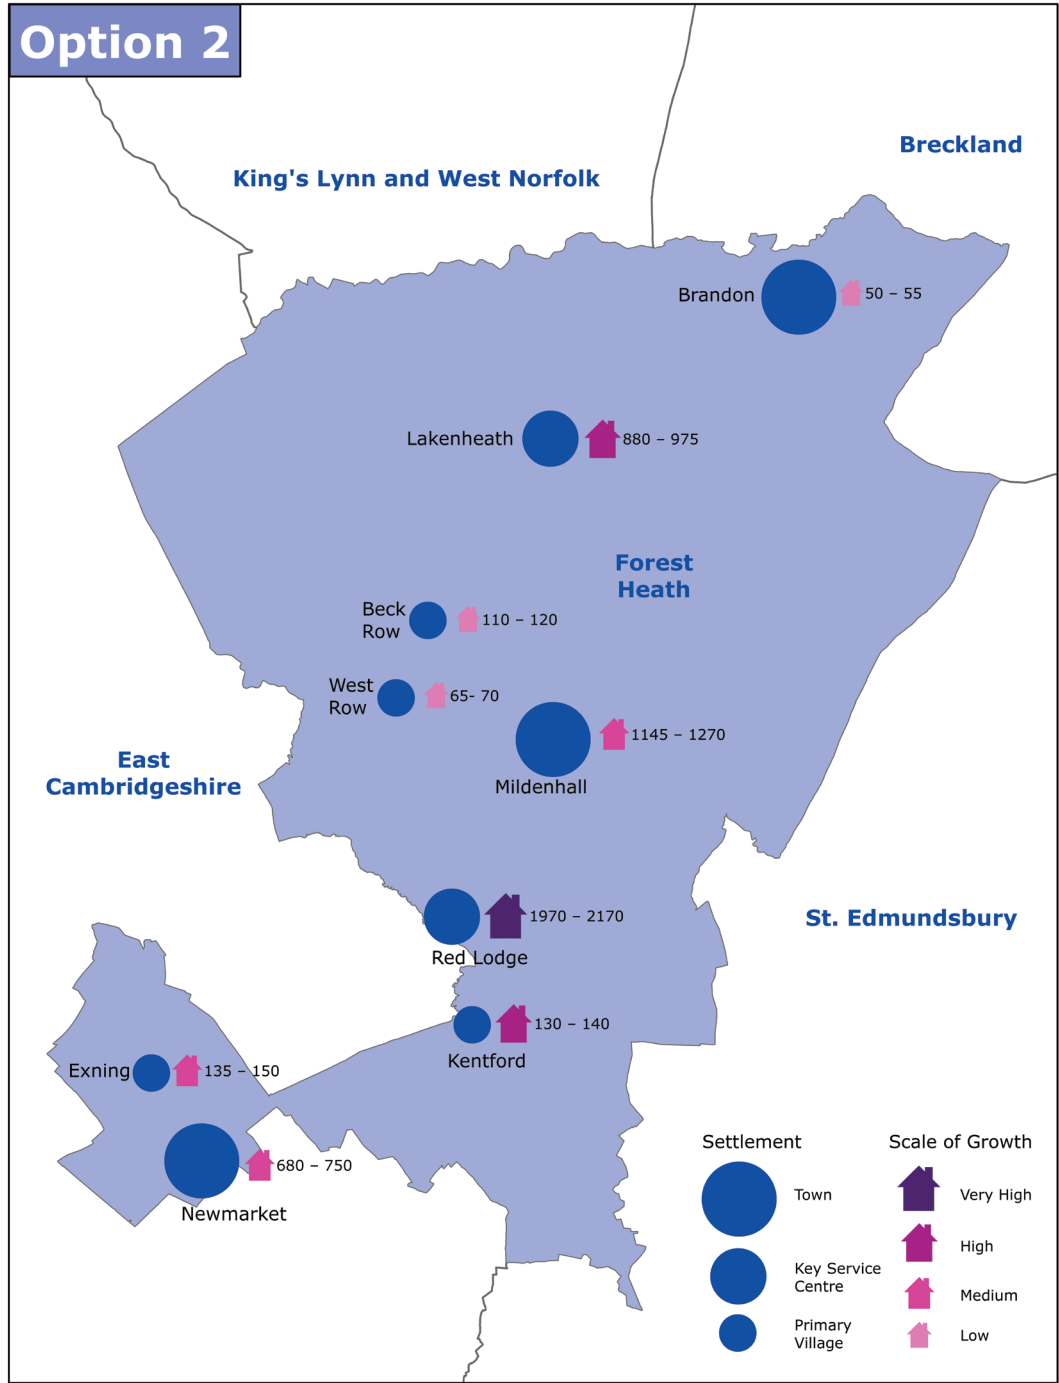 Option 2
Breckland
King's Lynn and West Norfolk
Brandon
50 – 55
Lakenheath
880 – 975
Forest
Heath
Beck
Row
110 – 120
West
Row
65- 70
1145 – 1270
Mildenhall
East
Cambridgeshire
1970 – 2170
Red Lodge
St. Edmundsbury
130 – 140
Kentford
Exning
135 – 150
680 – 750
Newmarket
Settlement
Town
Key Service
Centre
Primary
Village
Scale of Growth
Very High
High
Medium
Low